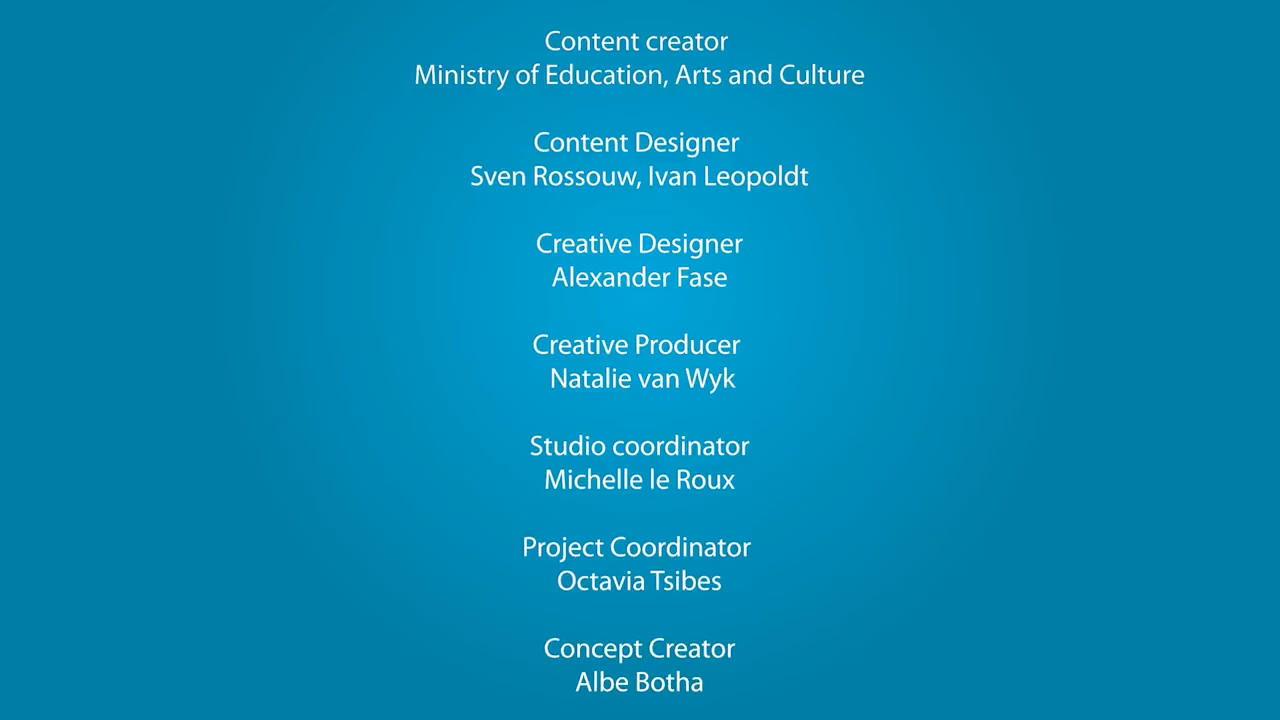 Content creator
Ministry of Education, Arts and Culture
Content Designer
Sven Rossouw, Ivan Leopoldt
Creative Designer
Alexander Fase
Creative Producer
Natalie van Wyk
Studio coordinator
Michelle le Roux
Project Coordinator
Octavia Tsibes
Concept Creator
Albe Botha